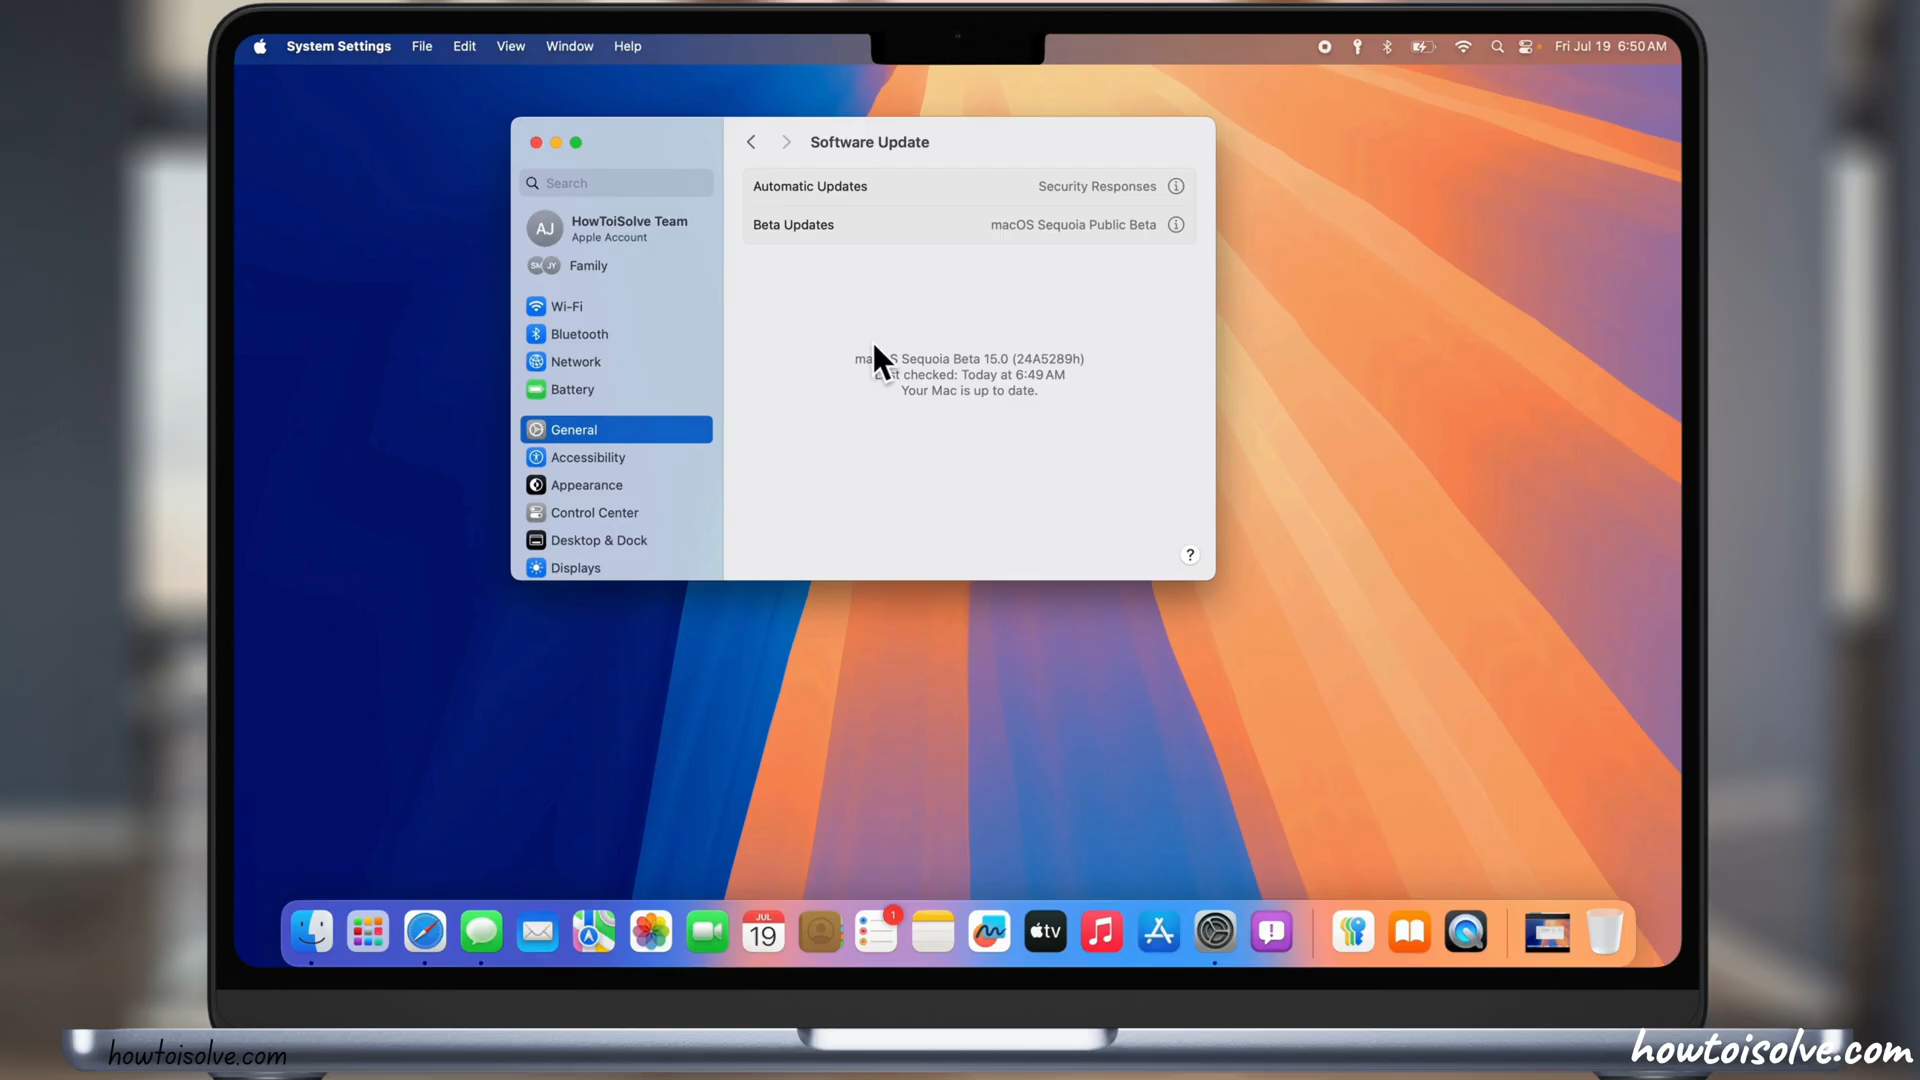 System Settings File Edit View Window Help
Fri Jul 19 6:50 AM
Software Update
Search
Automatic Updates Security Responses
Beta Updates macOS Sequoia Public Beta
AJ
HowToiSolve Team
Apple Account
SM JY Family
Wi-Fi
Bluetooth
Network
Battery
General
Accessibility
Appearance
Control Center
Desktop & Dock
Displays
Sequoia Beta 15.0 (24A5289h)
checked: Today at 6:49 AM
Your Mac is up to date.
?
JUL
19
1
tv
howtoisolve.com
howtoisolve.com